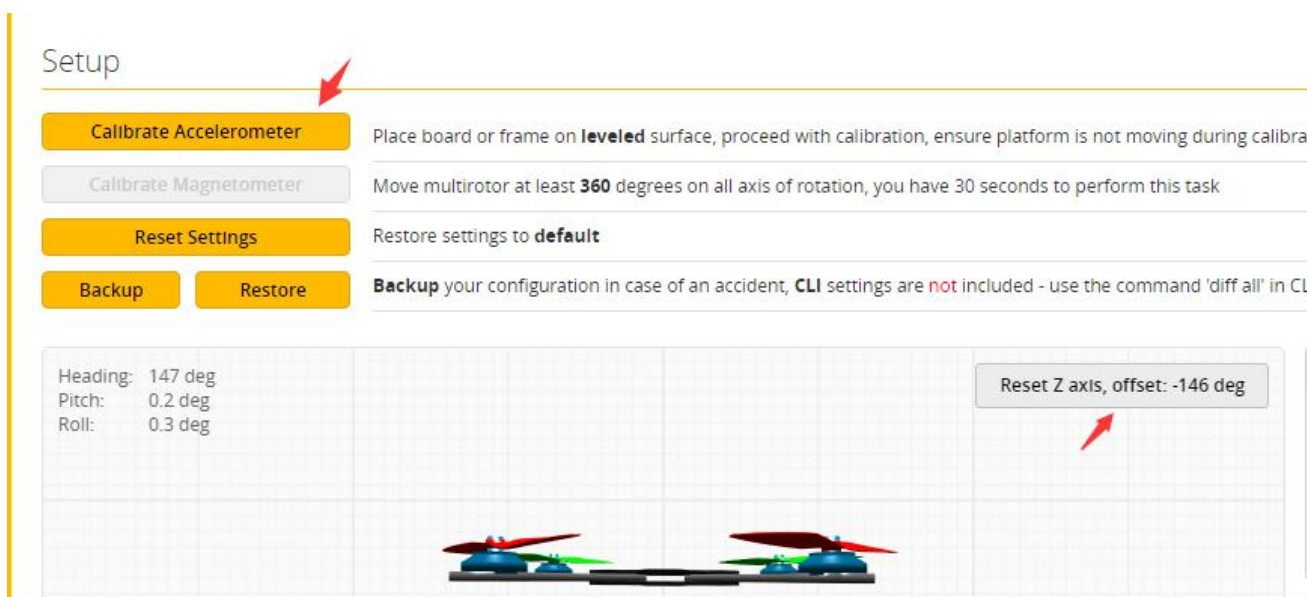 Setup
Calibrate Accelerometer
Place board or frame on leveled surface, proceed with calibration, ensure platform is not moving during calibra
Calibrate Magnetometer
Move multirotor at least 360 degrees on all axis of rotation, you have 30 seconds to perform this task
Reset Settings
Restore settings to default
Backup Restore
Backup your configuration in case of an accident, CLI settings are not included - use the command 'diff all' in CL
Heading: 147 deg
Reset Z axis, offset: -146 deg
Pitch: 0.2 deg
Roll: 0.3 deg